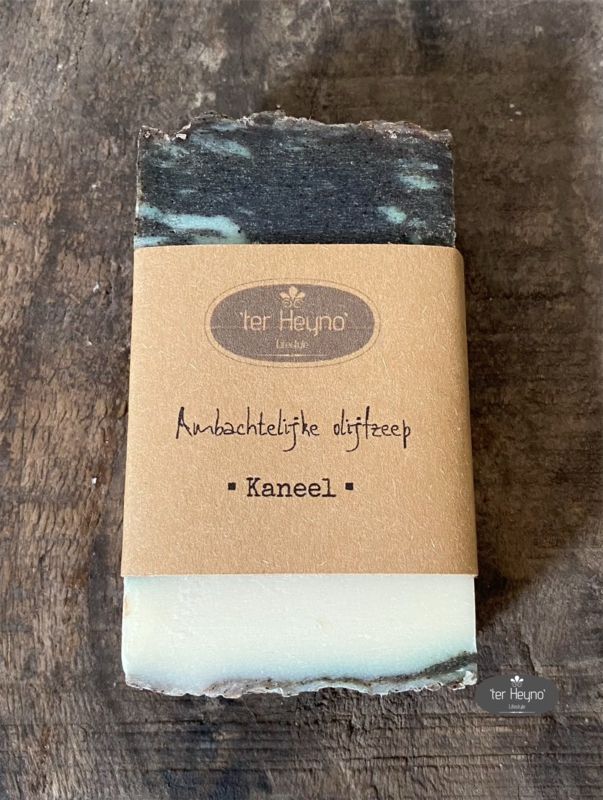 'ter Heyno'
Lifestyle
Ambachtelijke olijfzeep
▪ Kaneel ▪
'ter Heyno'
Lifestyle